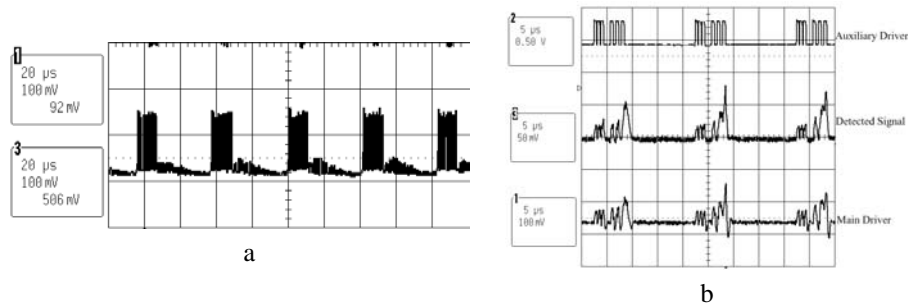 1
20 µs
100 mV
92 mV
3
20 µs
100 mV
506 mV
a
2
5 µs
0.50 V
Auxiliary Driver
5 µs
50 mV
Detected Signal
1
5 µs
100 mV
Main Driver
b